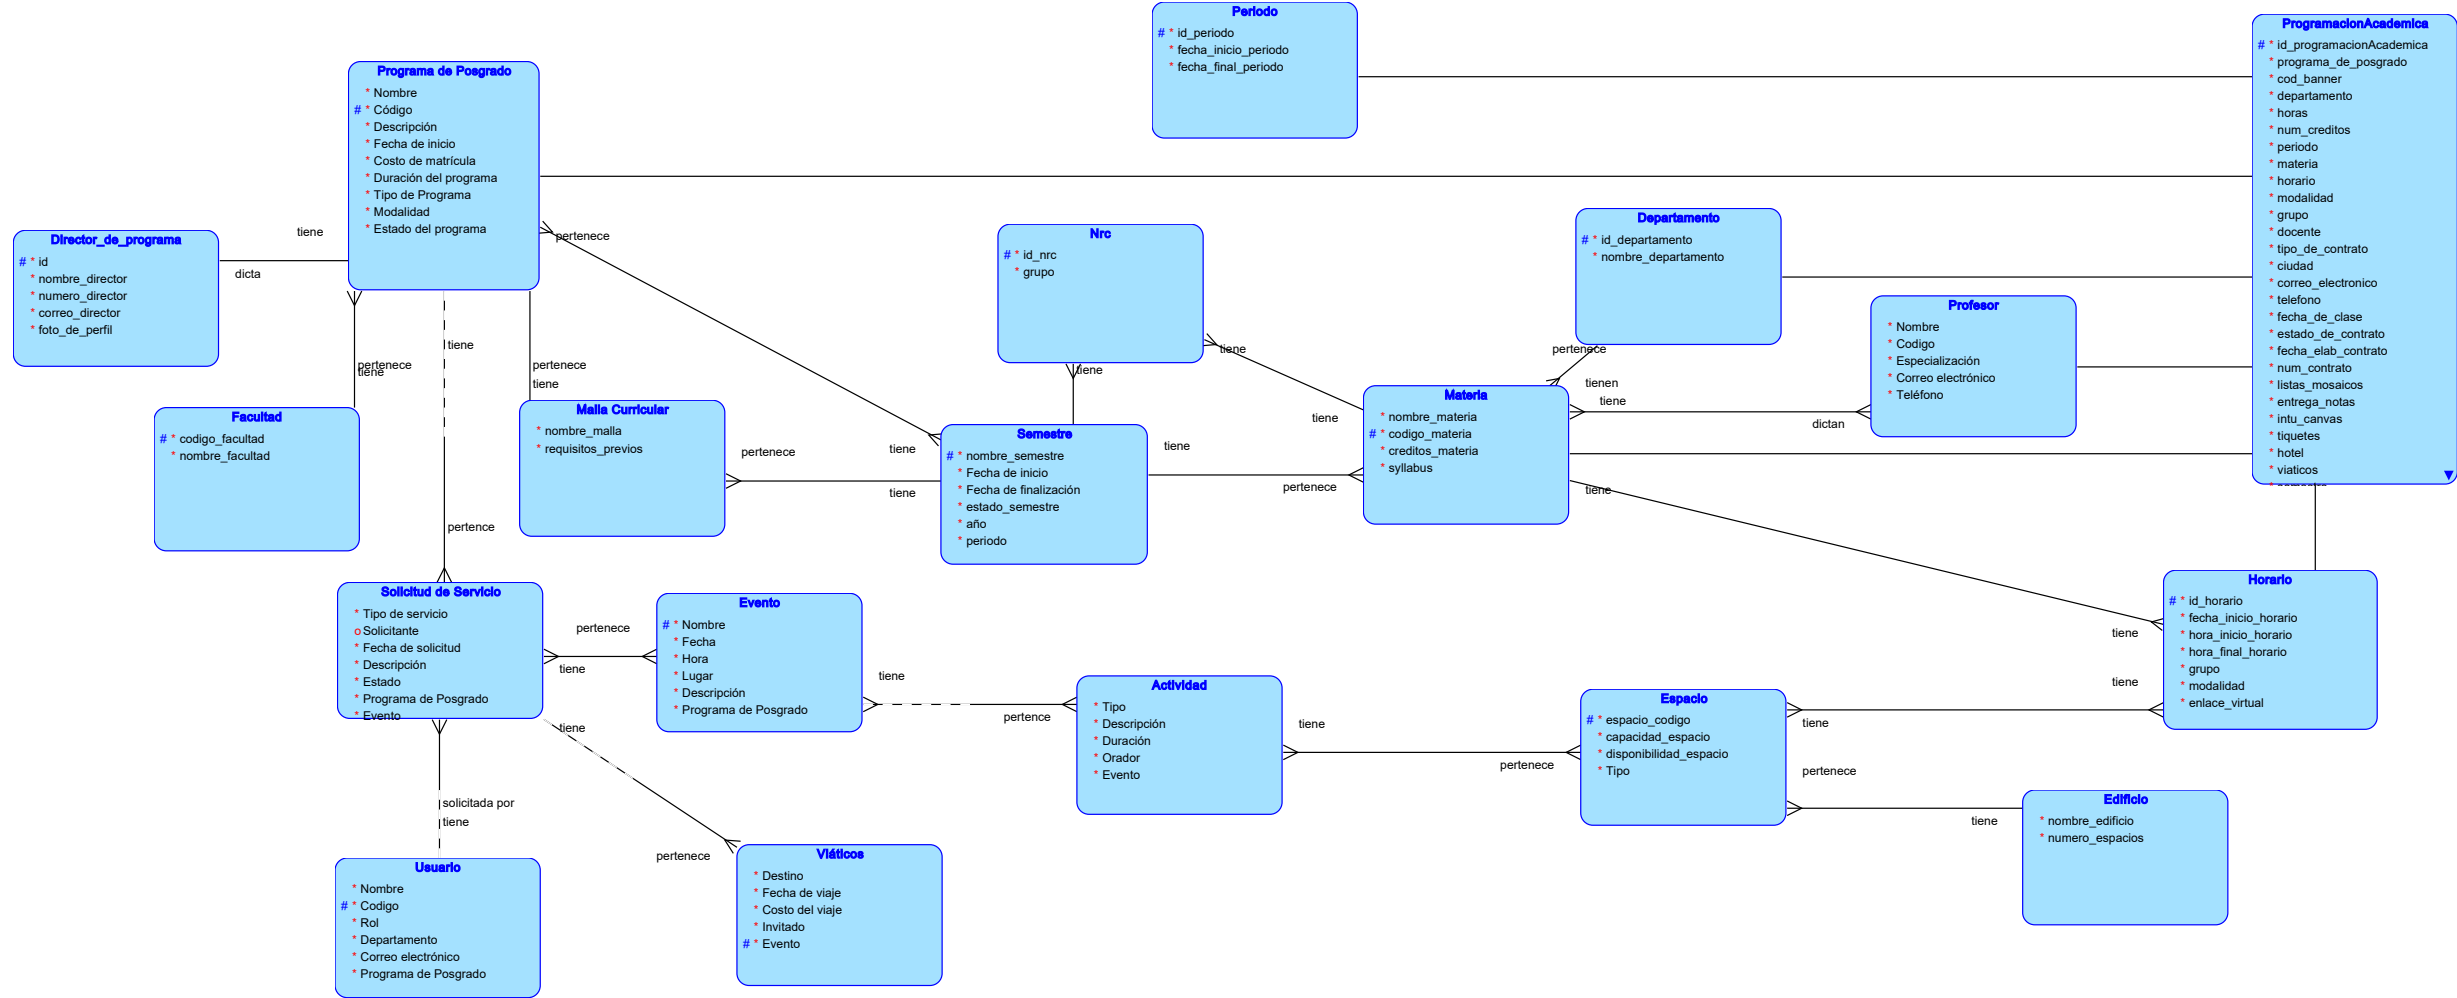 Periodo
# * id_periodo
* fecha_inicio_periodo
* fecha_final_periodo
ProgramacionAcademica
# * id_programacionAcademica
* programa_de_posgrado
* cod_banner
* departamento
* horas
* num_creditos
* periodo
* materia
* horario
* modalidad
* grupo
* docente
* tipo_de_contrato
* ciudad
* correo_electronico
* telefono
* fecha_de_clase
* estado_de_contrato
* fecha_elab_contrato
* num_contrato
* listas_mosaicos
* entrega_notas
* intu_canvas
* tiquetes
* hotel
* viaticos
Programa de Posgrado
* Nombre
# * Código
* Descripción
* Fecha de inicio
* Costo de matrícula
* Duración del programa
* Tipo de Programa
* Modalidad
* Estado del programa
Director_de_programa
# * id
* nombre_director
* numero_director
* correo_director
* foto_de_perfil
tiene
dicta
pertenece
Nrc
# * id_nrc
* grupo
Departamento
# * id_departamento
* nombre_departamento
Profesor
* Nombre
* Codigo
* Especialización
* Correo electrónico
* Teléfono
tiene
pertenece
tiene
pertenece
tiene
tiene
tiene
pertenece
tienen
tiene
dictan
tiene
Facultad
# * codigo_facultad
* nombre_facultad
Malla Curricular
* nombre_malla
* requisitos_previos
pertenece
tiene
tiene
Semestre
# * nombre_semestre
* Fecha de inicio
* Fecha de finalización
* estado_semestre
* año
* periodo
tiene
pertenece
Materia
* nombre_materia
# * codigo_materia
* creditos_materia
* syllabus
tiene
pertence
Solicitud de Servicio
* Tipo de servicio
o Solicitante
* Fecha de solicitud
* Descripción
* Estado
* Programa de Posgrado
* Evento
pertenece
tiene
Evento
# * Nombre
* Fecha
* Hora
* Lugar
* Descripción
* Programa de Posgrado
tiene
pertence
Actividad
* Tipo
* Descripción
* Duración
* Orador
* Evento
tiene
pertenece
Espacio
# * espacio_codigo
* capacidad_espacio
* disponibilidad_espacio
* Tipo
Horario
# * id_horario
* fecha_inicio_horario
* hora_inicio_horario
* hora_final_horario
* grupo
* modalidad
* enlace_virtual
tiene
tiene
tiene
pertenece
tiene
Edificio
* nombre_edificio
* numero_espacios
tiene
pertenece
solicitada por
tiene
Usuario
* Nombre
# * Codigo
* Rol
* Departamento
* Correo electrónico
* Programa de Posgrado
Viáticos
* Destino
* Fecha de viaje
* Costo del viaje
* Invitado
# * Evento